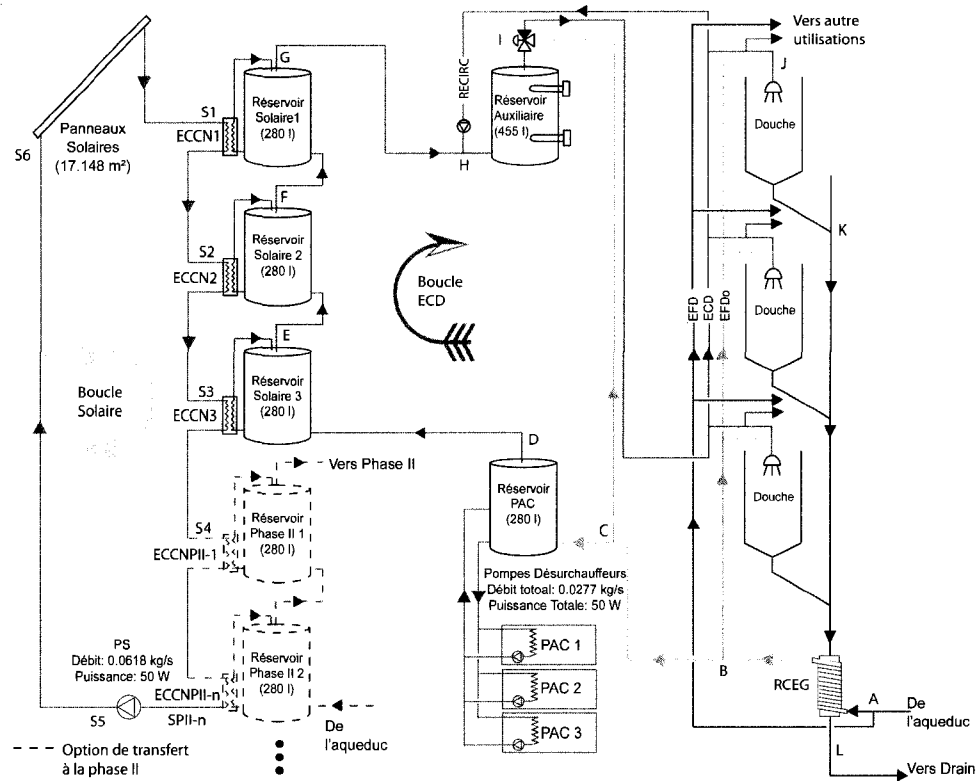 Vers autre
utilisations
I
G
J
RECIRC
Réservoir
Solaire1
(280 l)
Réservoir
Auxiliaire
(455 l)
Douche
S1
ECCN1
Panneaux
Solaires
(17.148 m²)
S6
H
F
K
Réservoir
Solaire 2
(280 l)
S2
ECCN2
Boucle
ECD
Douche
EFD
ECD
EFDo
E
Réservoir
Solaire 3
(280 l)
S3
ECCN3
Boucle
Solaire
D
Vers Phase II
Réservoir
PAC
(280 l)
Douche
Réservoir
Phase II 1
(280 l)
S4
ECCNPII-1
C
Pompes Désurchauffeurs
Débit totoal: 0.0277 kg/s
Puissance Totale: 50 W
PS
Débit: 0.0618 kg/s
Puissance: 50 W
Réservoir
Phase II 2
(280 l)
ECCNPII-n
SPII-n
S5
PAC 1
PAC 2
PAC 3
B
RCEG
A
De
l'aqueduc
De
l'aqueduc
L
Vers Drain
Option de transfert
à la phase II